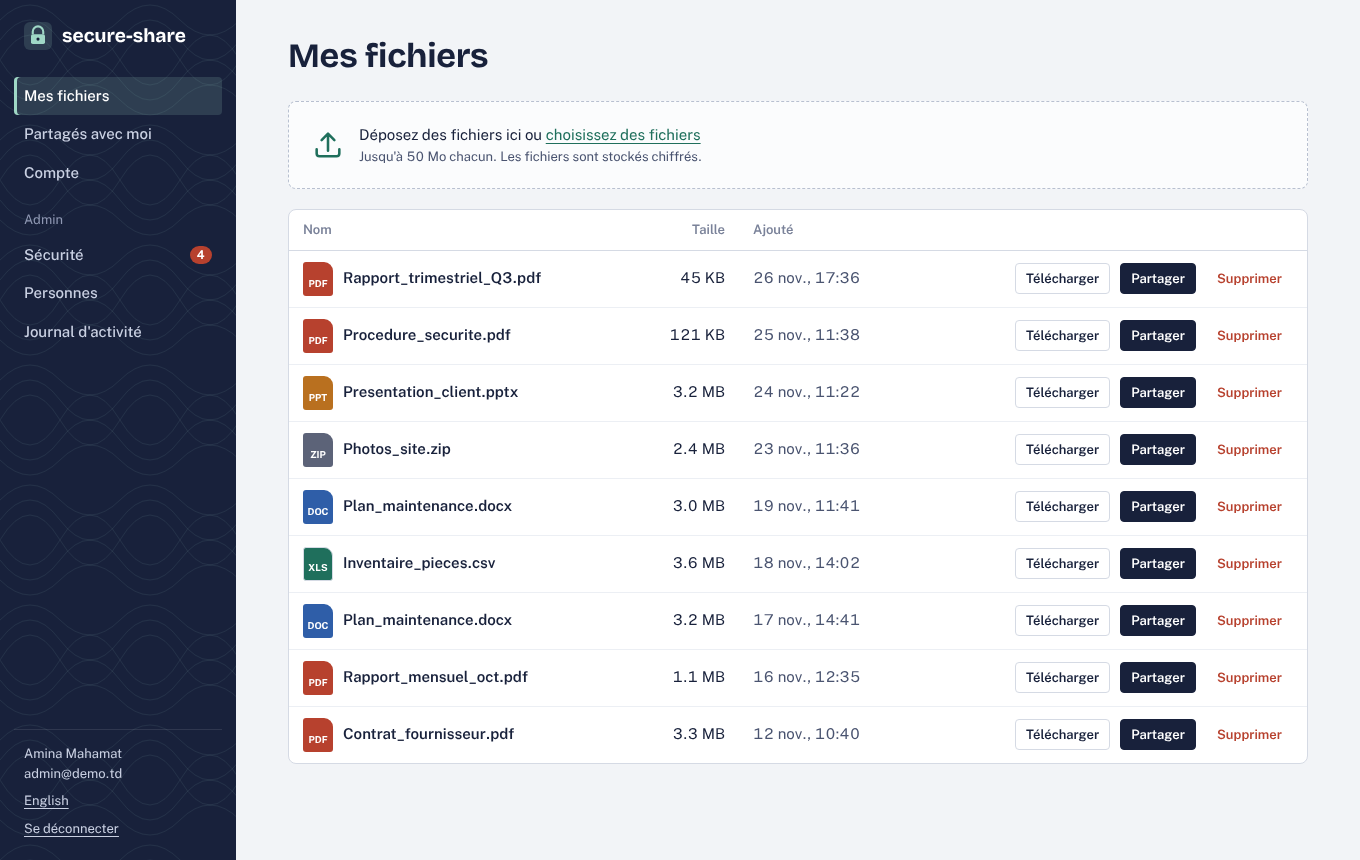 secure-share
Mes fichiers
Partagés avec moi
Compte
Admin
Sécurité 4
Personnes
Journal d'activité
Amina Mahamat
admin@demo.td
English
Se déconnecter
Mes fichiers
Déposez des fichiers ici ou choisissez des fichiers
Jusqu'à 50 Mo chacun. Les fichiers sont stockés chiffrés.
Nom Taille Ajouté
PDF Rapport_trimestriel_Q3.pdf 45 KB 26 nov., 17:36 Télécharger Partager Supprimer
PDF Procedure_securite.pdf 121 KB 25 nov., 11:38 Télécharger Partager Supprimer
PPT Presentation_client.pptx 3.2 MB 24 nov., 11:22 Télécharger Partager Supprimer
ZIP Photos_site.zip 2.4 MB 23 nov., 11:36 Télécharger Partager Supprimer
DOC Plan_maintenance.docx 3.0 MB 19 nov., 11:41 Télécharger Partager Supprimer
XLS Inventaire_pieces.csv 3.6 MB 18 nov., 14:02 Télécharger Partager Supprimer
DOC Plan_maintenance.docx 3.2 MB 17 nov., 14:41 Télécharger Partager Supprimer
PDF Rapport_mensuel_oct.pdf 1.1 MB 16 nov., 12:35 Télécharger Partager Supprimer
PDF Contrat_fournisseur.pdf 3.3 MB 12 nov., 10:40 Télécharger Partager Supprimer